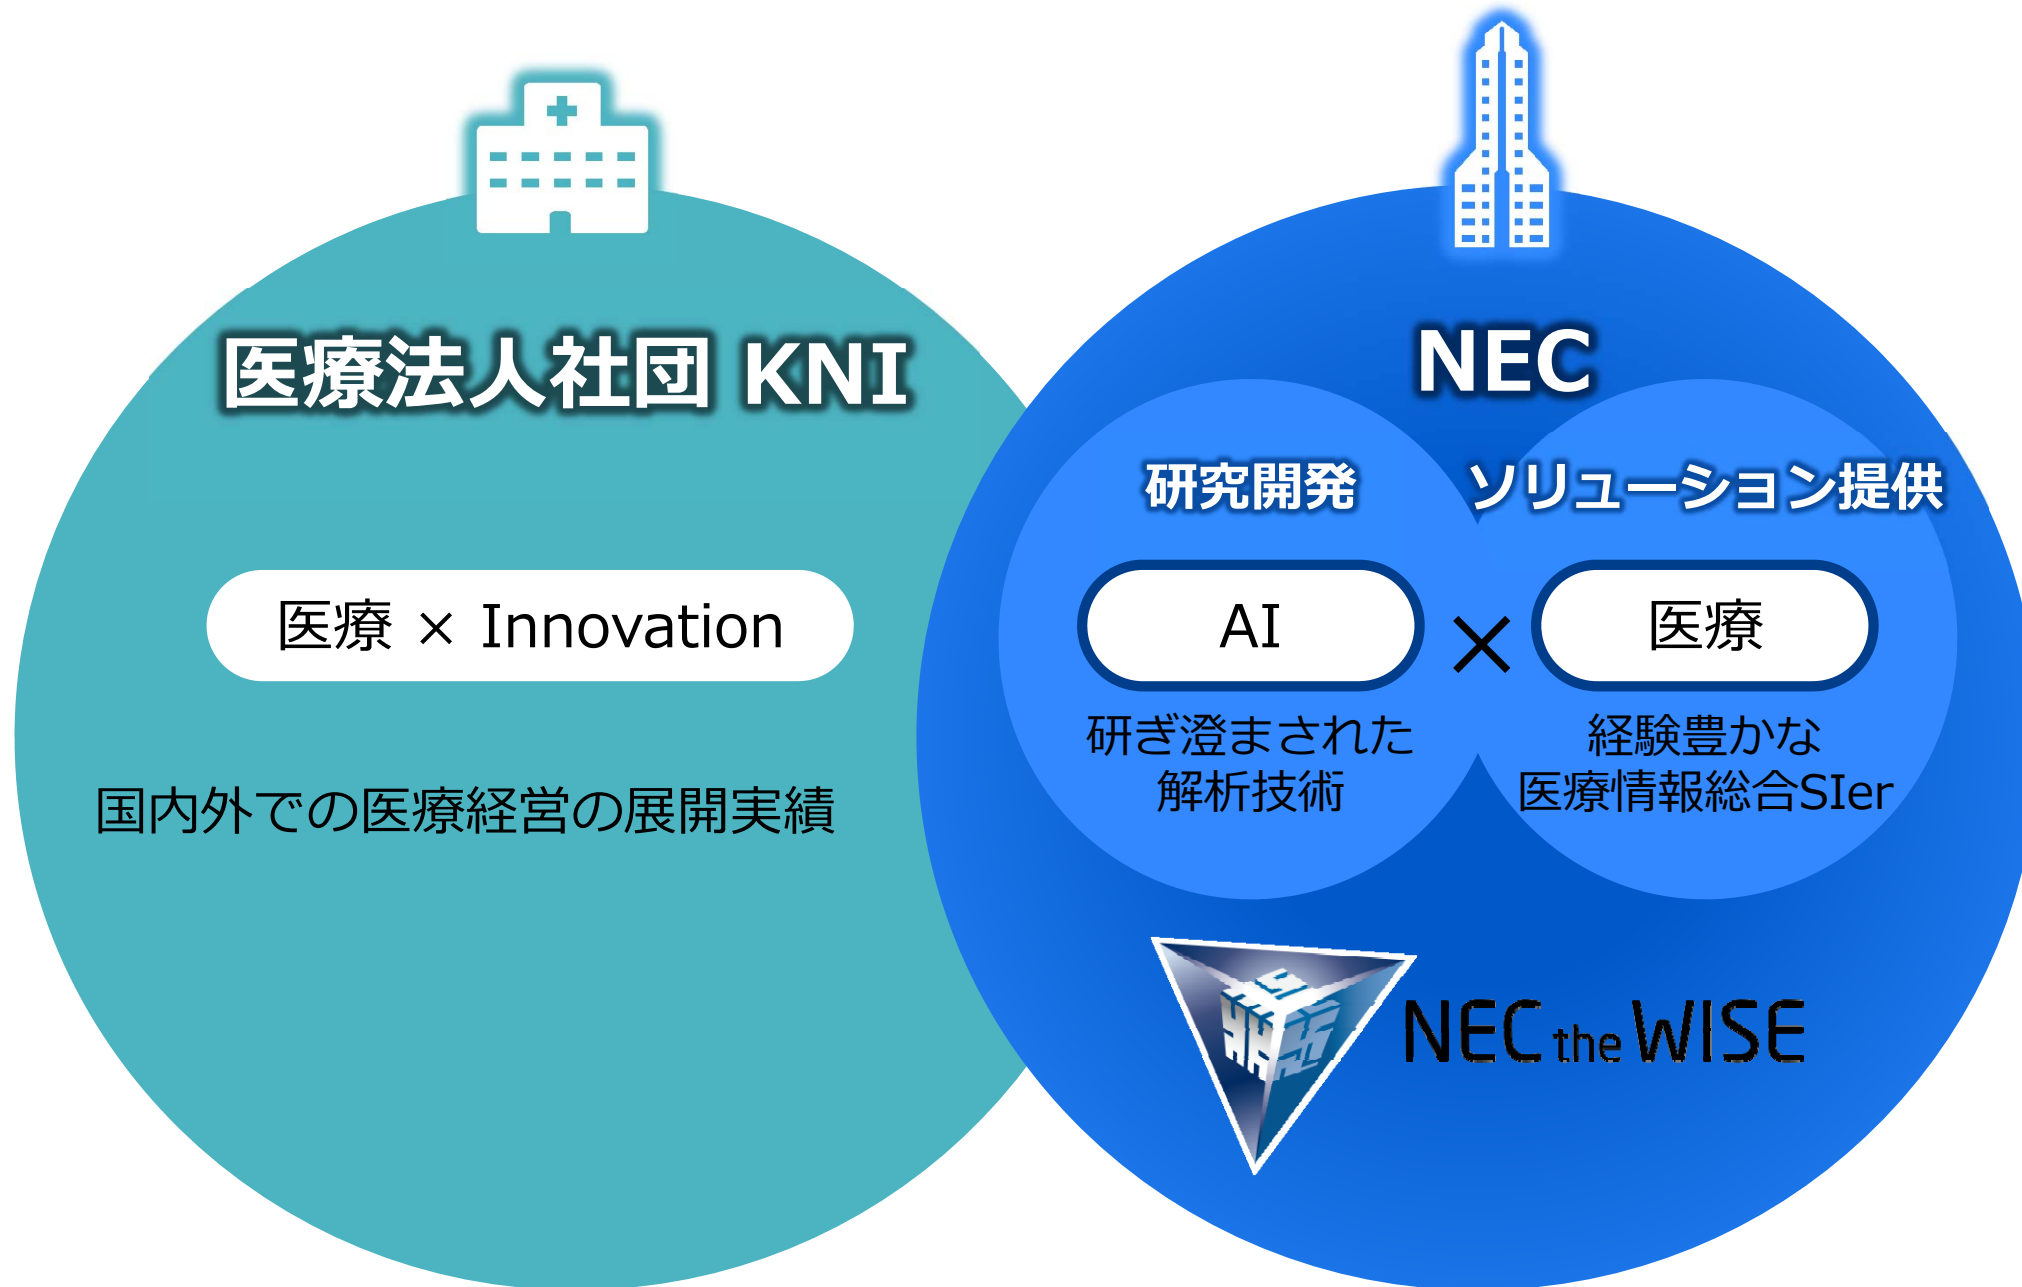 医療法人社団 KNI
医療 × Innovation
国内外での医療経営の展開実績
NEC
研究開発
AI
研ぎ澄まされた
解析技術
×
ソリューション提供
医療
経験豊かな
医療情報総合SIer
NEC the WISE